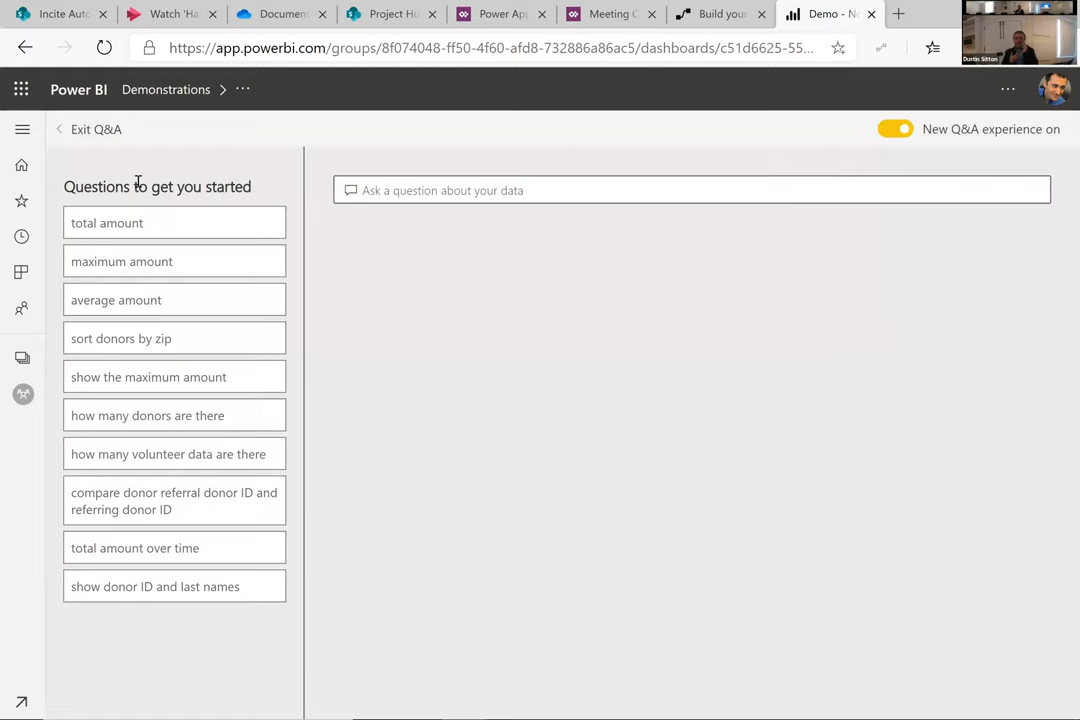 Incite Auto
Watch 'Ha
Document
Project Hu
Power Ap
Meeting C
Build your
Demo - N
https://app.powerbi.com/groups/8f074048-ff50-4f60-afd8-732886a86ac5/dashboards/c51d6625-55...
Dustin Sitton
Power BI
Demonstrations
Exit Q&A
New Q&A experience on
Questions to get you started
Ask a question about your data
total amount
maximum amount
average amount
sort donors by zip
show the maximum amount
how many donors are there
how many volunteer data are there
compare donor referral donor ID and
referring donor ID
total amount over time
show donor ID and last names